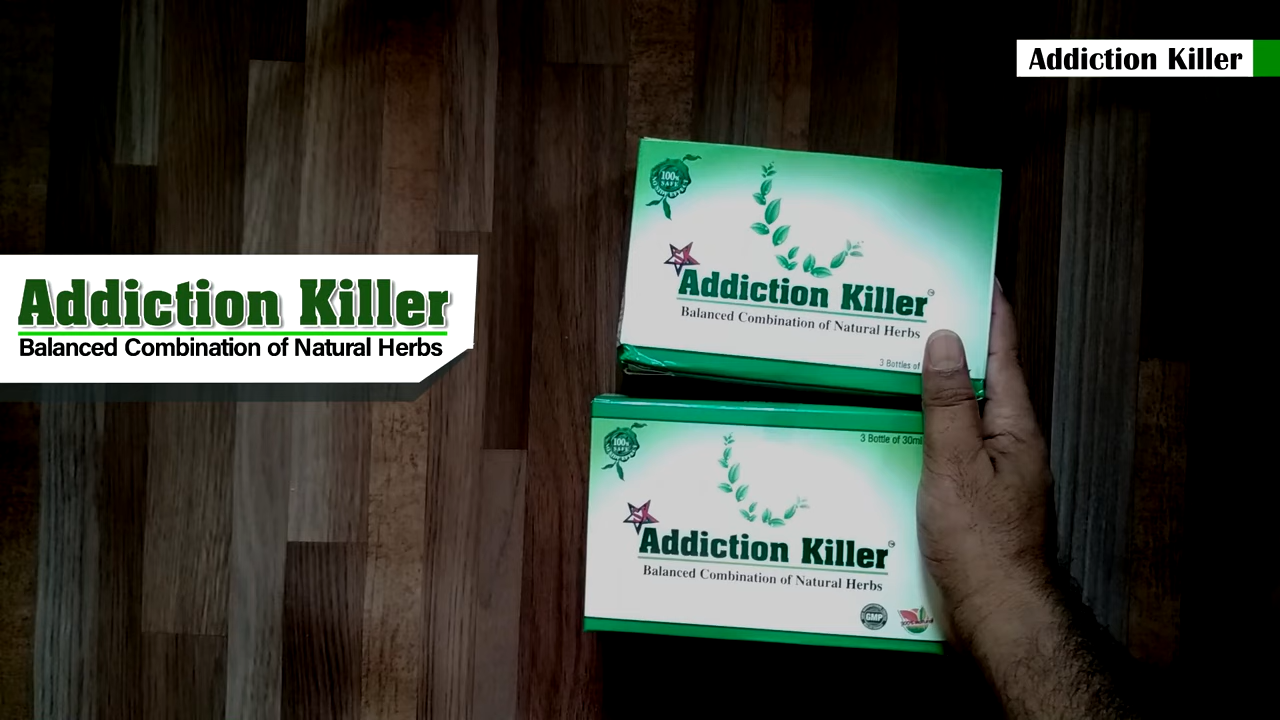 Addiction Killer
100%
SAFE
Addiction Killer
Balanced Combination of Natural Herbs
3 Bottles of
Addiction Killer
Balanced Combination of Natural Herbs
100%
SAFE
3 Bottle of 30ml
SK
Addiction Killer
Balanced Combination of Natural Herbs
GMP